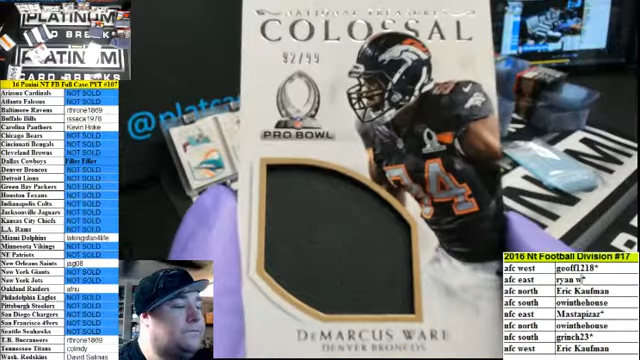 PLATINUM
CARD BREAKS
PLATINUM
NATIONAL TREASURES
COLOSSAL
92/99
PRO BOWL
94
DEMARCUS WARE
DENVER BRONCOS
16 Panini NT FB Full Case PYT #107
Arizona Cardinals NOT SOLD
Atlanta Falcons NOT SOLD
Baltimore Ravens rthrone1869
Buffalo Bills rssaca1978
Carolina Panthers Kevin Hake
Chicago Bears NOT SOLD
Cincinnati Bengals NOT SOLD
Cleveland Browns NOT SOLD
Dallas Cowboys Filler Filler
Denver Broncos NOT SOLD
Detroit Lions NOT SOLD
Green Bay Packers NOT SOLD
Houston Texans NOT SOLD
Indianapolis Colts NOT SOLD
Jacksonville Jaguars NOT SOLD
Kansas City Chiefs NOT SOLD
L.A. Rams NOT SOLD
Miami Dolphins lakingsfan4life
Minnesota Vikings NOT SOLD
NE Patriots NOT SOLD
New Orleans Saints jag08
New York Giants NOT SOLD
New York Jets NOT SOLD
Oakland Raiders
Philadelphia Eagles NOT SOLD
Pittsburg Steelers NOT SOLD
San Diego Chargers NOT SOLD
San Francisco 49ers NOT SOLD
Seattle Seahawks NOT SOLD
T.B. Buccaneers rthrone1869
Tennessee Titans colindy
Wash. Redskins David Salinas
2016 Nt Football Division #17
afc west geoff1218*
afc east ryan w*
afc north Eric Kaufman
afc south owinthehouse
afc east Mastapizar*
afc north owinthehouse
afc south grinch23*
afc west Eric Kaufman